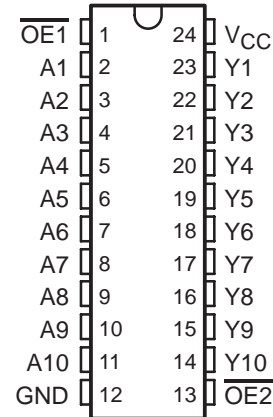 O̅E̅1̅ 1 24 VCC
A1 2 23 Y1
A2 3 22 Y2
A3 4 21 Y3
A4 5 20 Y4
A5 6 19 Y5
A6 7 18 Y6
A7 8 17 Y7
A8 9 16 Y8
A9 10 15 Y9
A10 11 14 Y10
GND 12 13 O̅E̅2̅